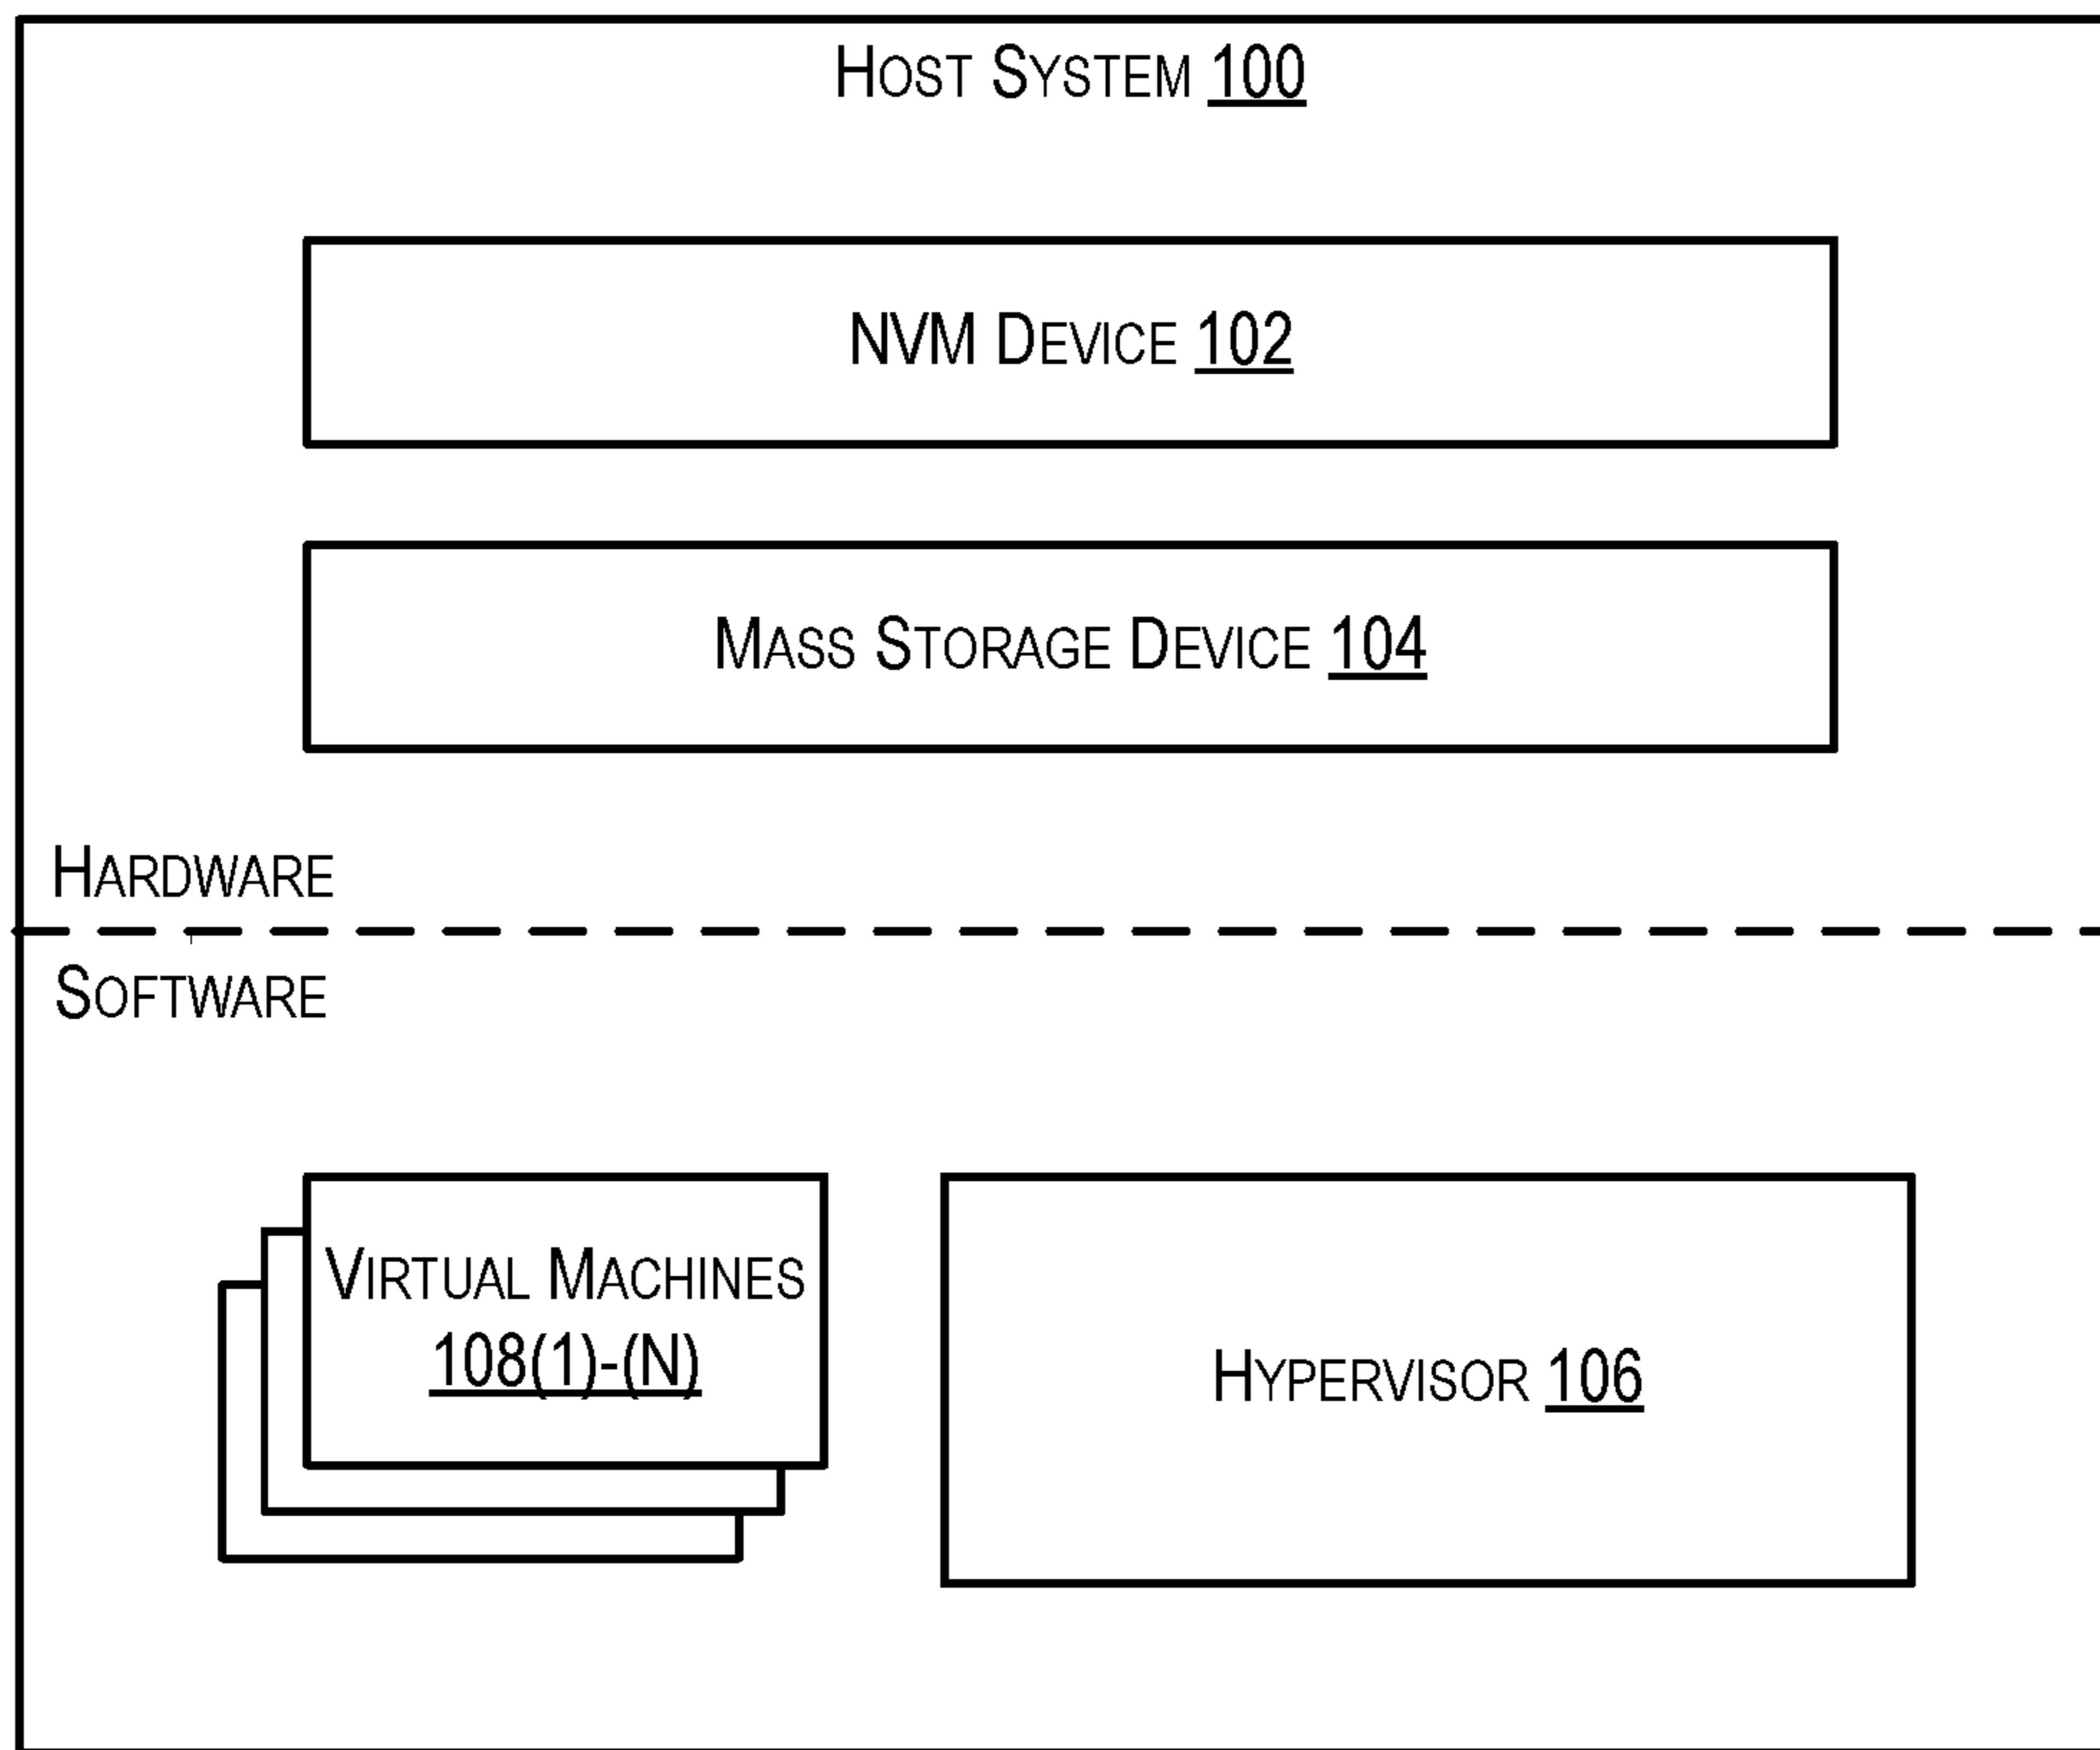 HOST SYSTEM 100
NVM DEVICE 102
MASS STORAGE DEVICE 104
HARDWARE
SOFTWARE
VIRTUAL MACHINES
108(1)-(N)
HYPERVISOR 106